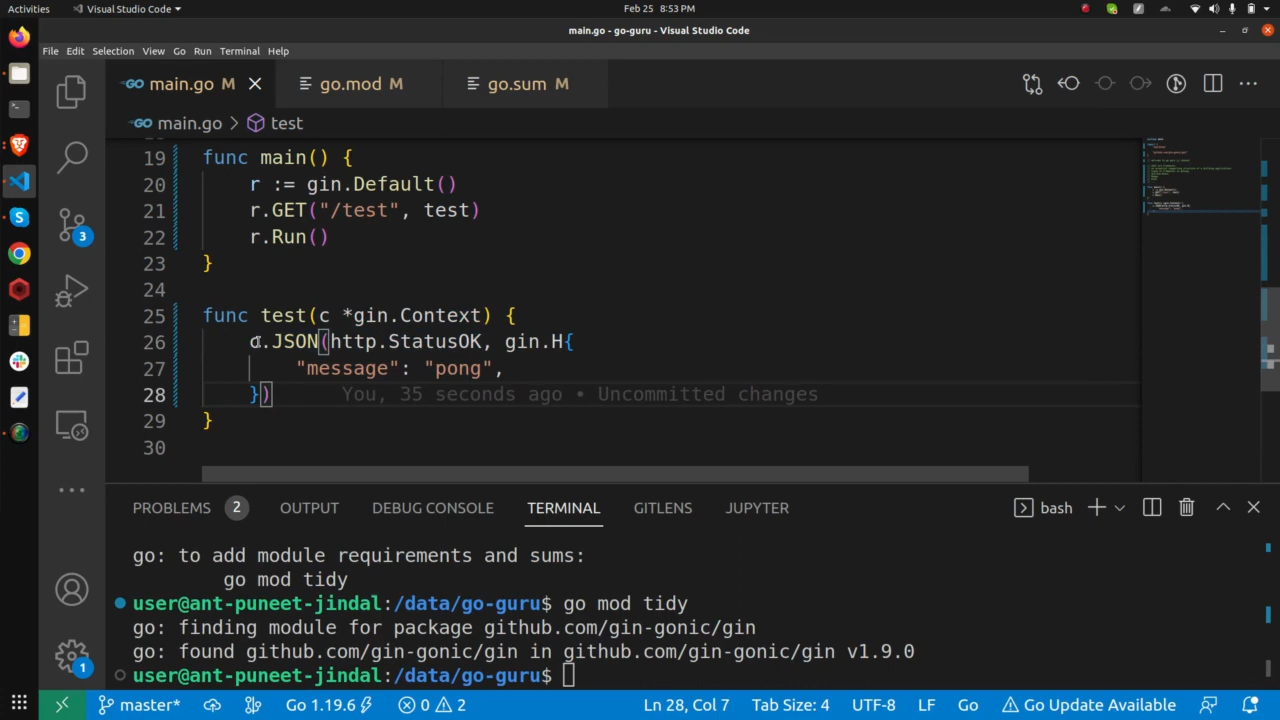 Activities Visual Studio Code Feb 25 8:53 PM
main.go - go-guru - Visual Studio Code
File Edit Selection View Go Run Terminal Help
GO main.go M go.mod M go.sum M
GO main.go > test
19 func main() {
20 r := gin.Default()
21 r.GET("/test", test)
22 r.Run()
23 }
24
25 func test(c *gin.Context) {
26 c.JSON(http.StatusOK, gin.H{
27 "message": "pong",
28 }) You, 35 seconds ago • Uncommitted changes
29 }
30
3
PROBLEMS 2 OUTPUT DEBUG CONSOLE TERMINAL GITLENS JUPYTER bash
go: to add module requirements and sums:
go mod tidy
user@ant-puneet-jindal:/data/go-guru$ go mod tidy
go: finding module for package github.com/gin-gonic/gin
go: found github.com/gin-gonic/gin in github.com/gin-gonic/gin v1.9.0
user@ant-puneet-jindal:/data/go-guru$
1
master* Go 1.19.6 0 2 Ln 28, Col 7 Tab Size: 4 UTF-8 LF Go Go Update Available